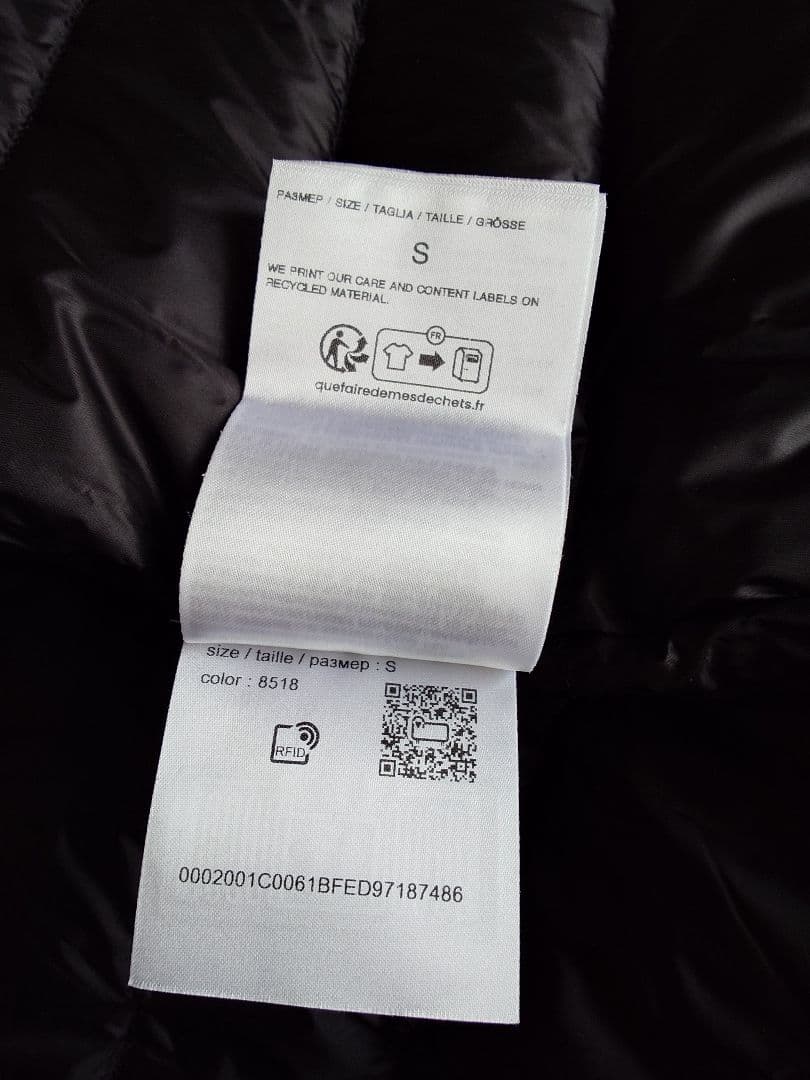 РАЗМЕР / SIZE / TAGLIA / TAILLE / GRÖSSE
S
WE PRINT OUR CARE AND CONTENT LABELS ON
RECYCLED MATERIAL.
FR
quefairedemesdechets.fr
size / taille / размер : S
color : 8518
RFID
0002001C0061BFED97187486